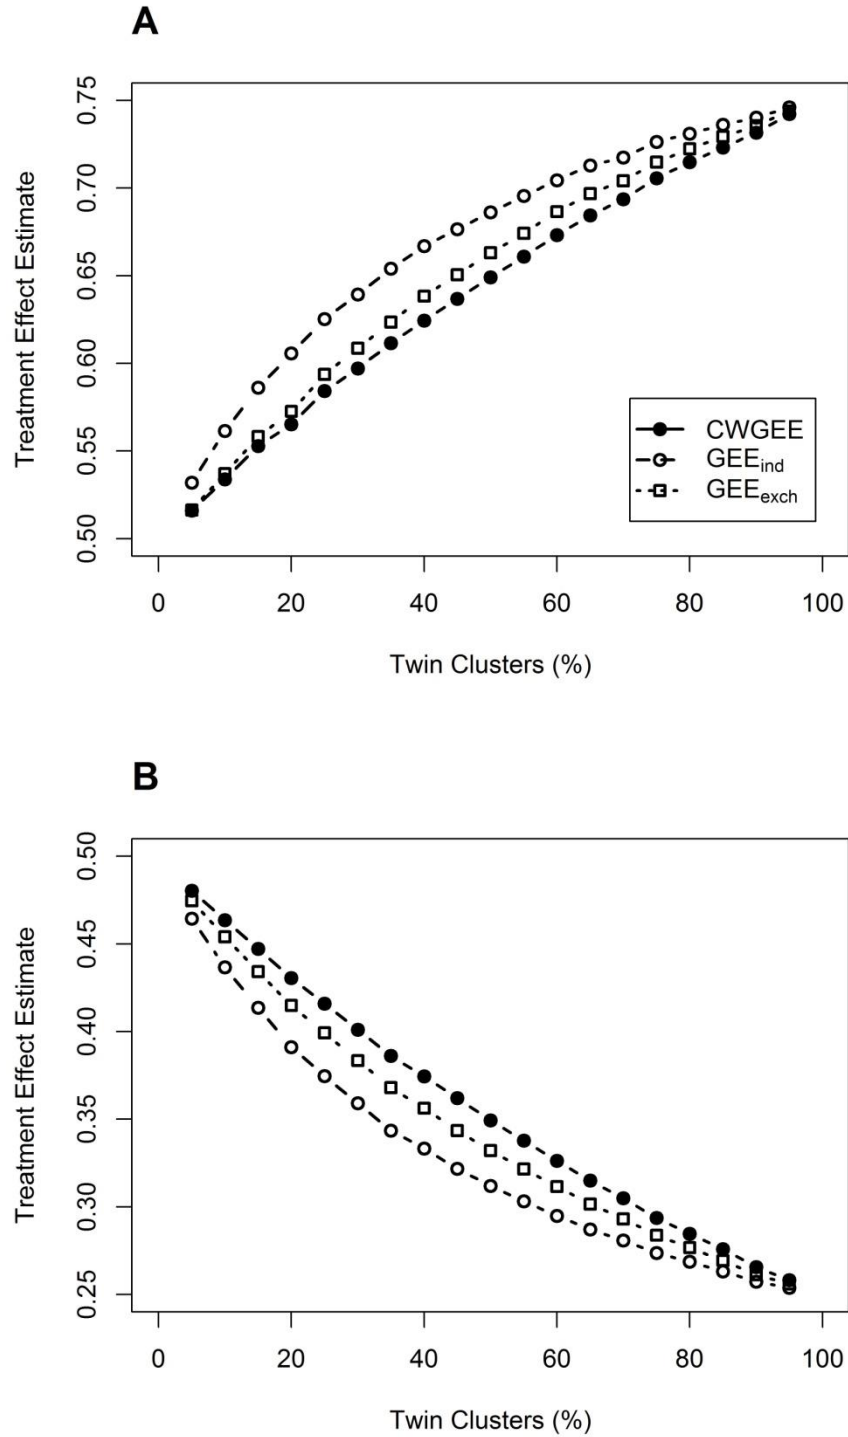 A
Treatment Effect Estimate
0.75
0.70
0.65
0.60
0.55
0.50
CWGEE
GEEind
GEEexch
0 20 40 60 80 100
Twin Clusters (%)
B
Treatment Effect Estimate
0.50
0.45
0.40
0.35
0.30
0.25
0 20 40 60 80 100
Twin Clusters (%)